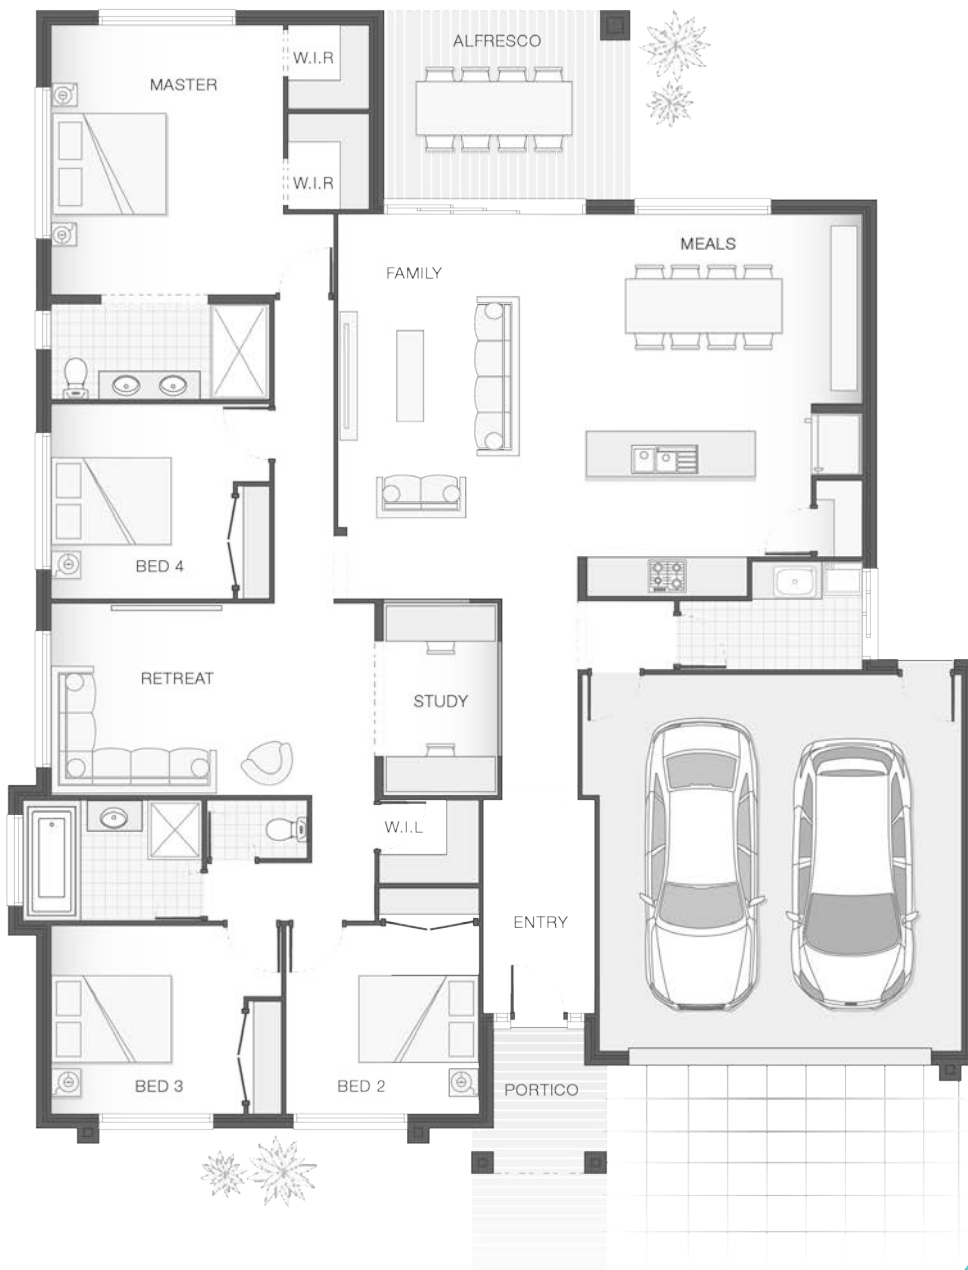 ALFRESCO
W.I.R
MASTER
W.I.R
MEALS
FAMILY
BED 4
RETREAT
STUDY
W.I.L
ENTRY
BED 3
BED 2
PORTICO